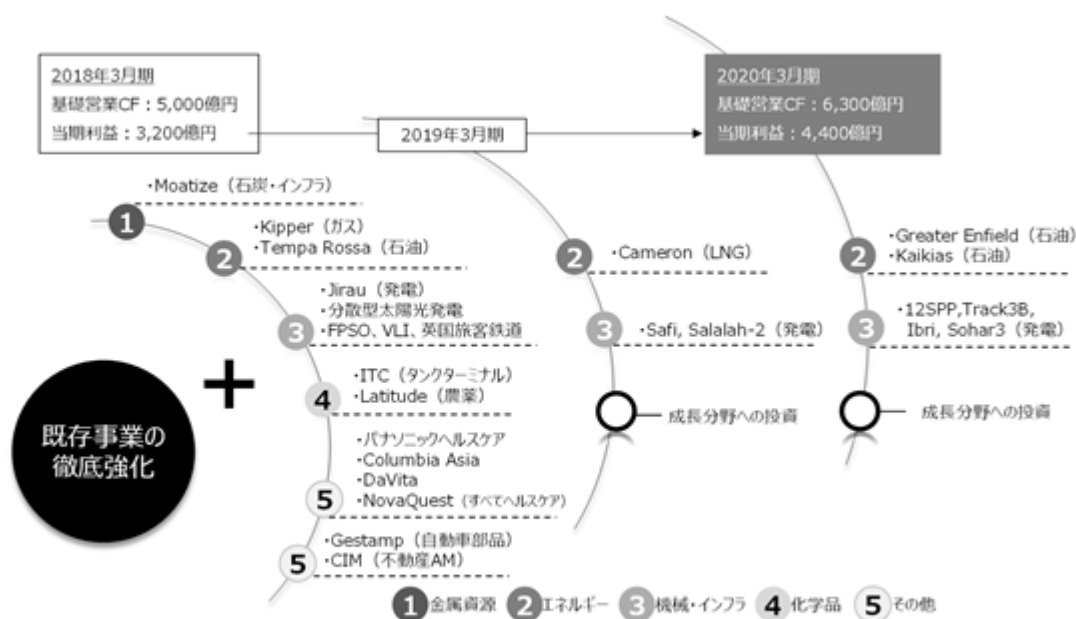 2018年3月期
基礎営業CF：5,000億円
当期利益：3,200億円
2019年3月期
2020年3月期
基礎営業CF：6,300億円
当期利益：4,400億円
既存事業の
徹底強化
+
1
・Moatize（石炭・インフラ）
2
・Kipper（ガス）
・Tempa Rossa（石油）
3
・Jirau（発電）
・分散型太陽光発電
・FPSO、VLI、英国旅客鉄道
4
・ITC（タンクターミナル）
・Latitude（農薬）
5
・パナソニックヘルスケア
・Columbia Asia
・DaVita
・NovaQuest（すべてヘルスケア）
5
・Gestamp（自動車部品）
・CIM（不動産AM）
2
・Cameron（LNG）
3
・Safi, Salalah-2（発電）
成長分野への投資
2
・Greater Enfield（石油）
・Kaikias（石油）
3
・12SPP,Track3B,
Ibri, Sohar3（発電）
成長分野への投資
1 金属資源 2 エネルギー 3 機械・インフラ 4 化学品 5 その他